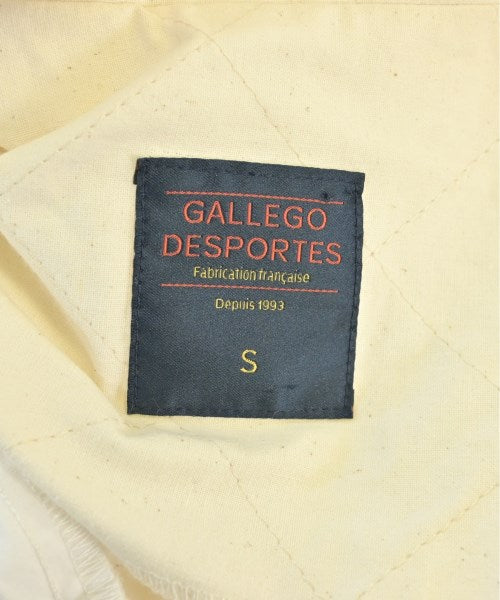 GALLEGO
DESPORTES
Fabrication française
Depuis 1993
S